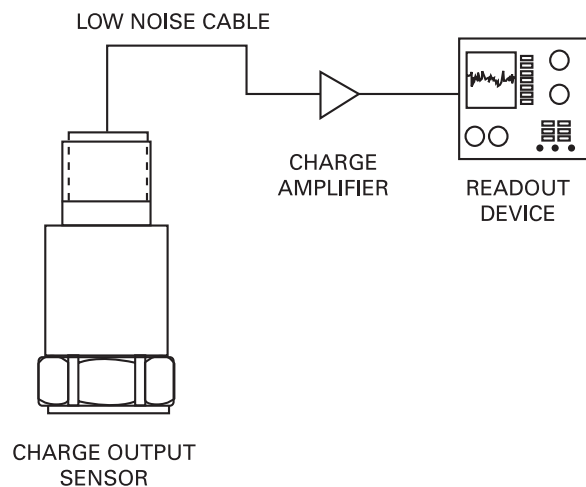 LOW NOISE CABLE
CHARGE
AMPLIFIER
READOUT
DEVICE
CHARGE OUTPUT
SENSOR